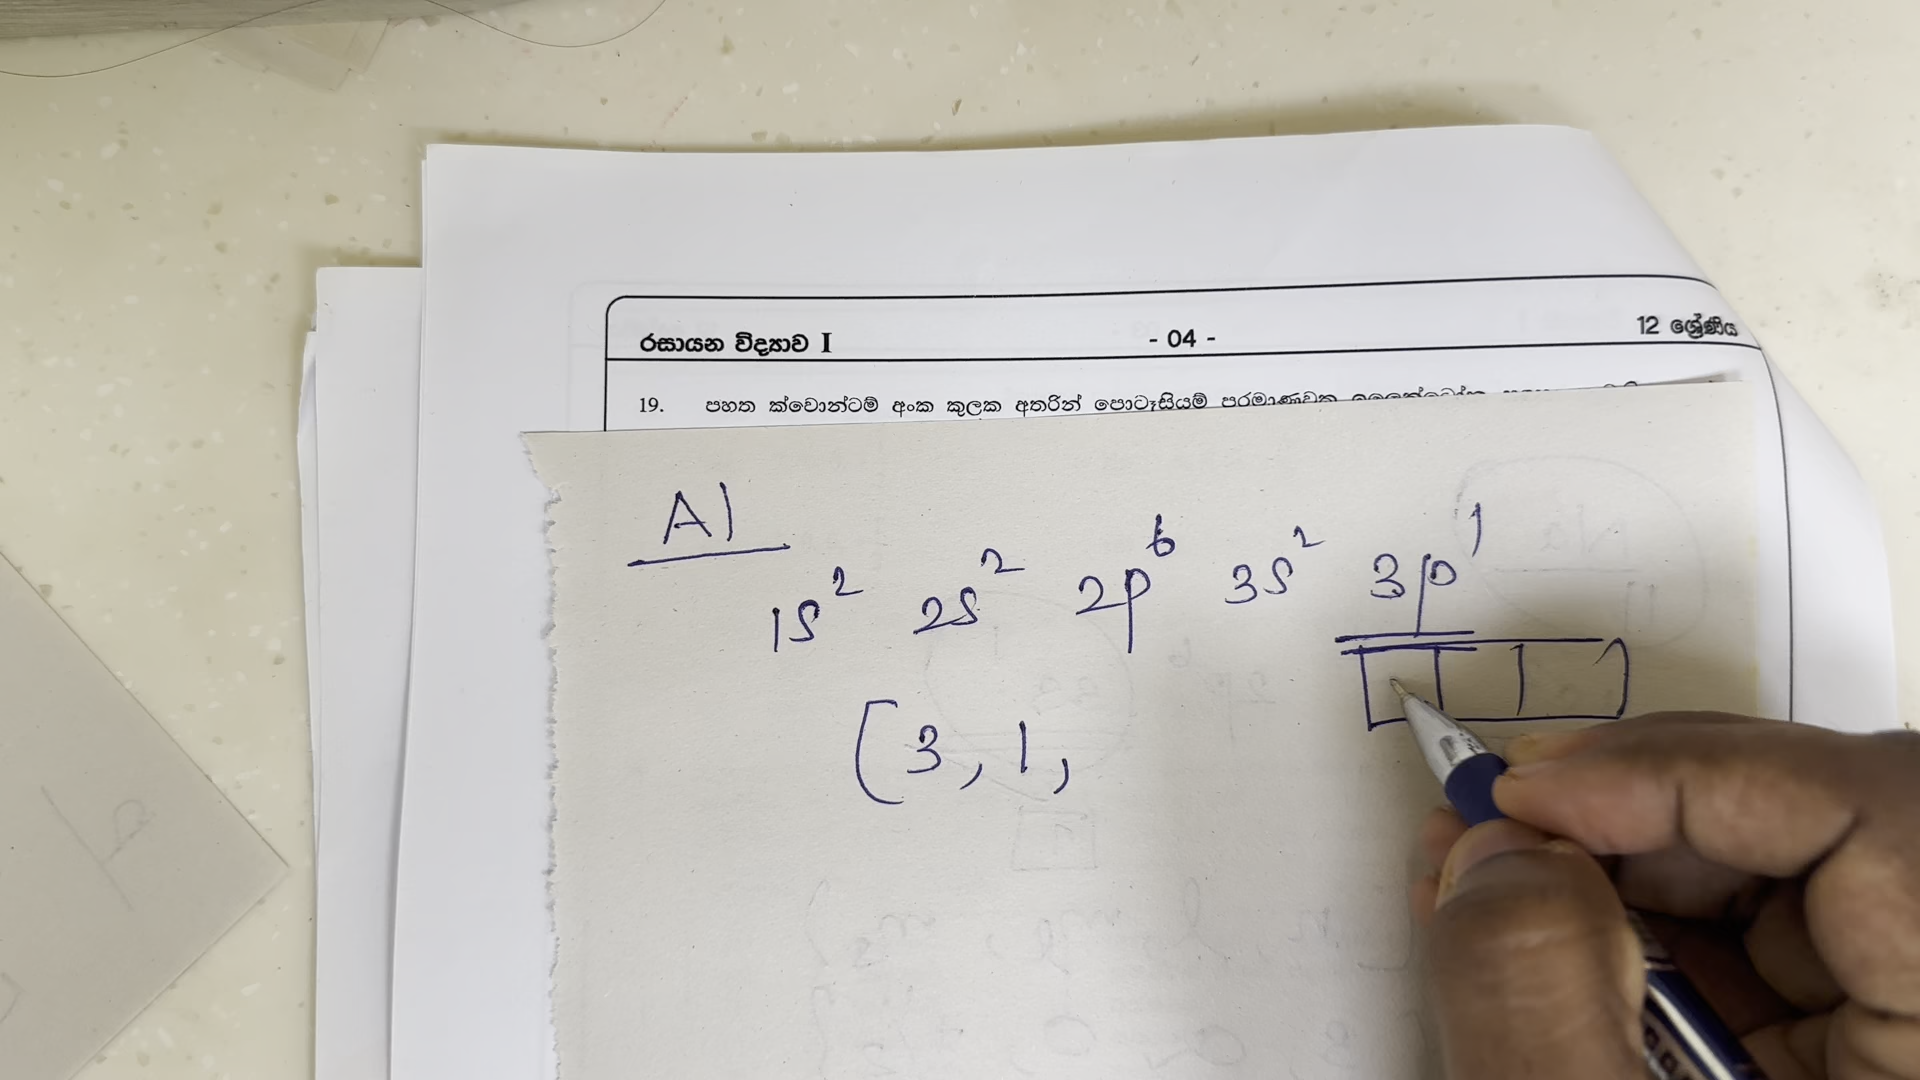 රසායන විද්‍යාව I - 04 - 12 ශ්‍රේණිය
19. පහත ක්වොන්ටම් අංක කුලක අතරින් පොටෑසියම් පරමාණුවක
Al
1s² 2s² 2p⁶ 3s² 3p¹
(3, 1,